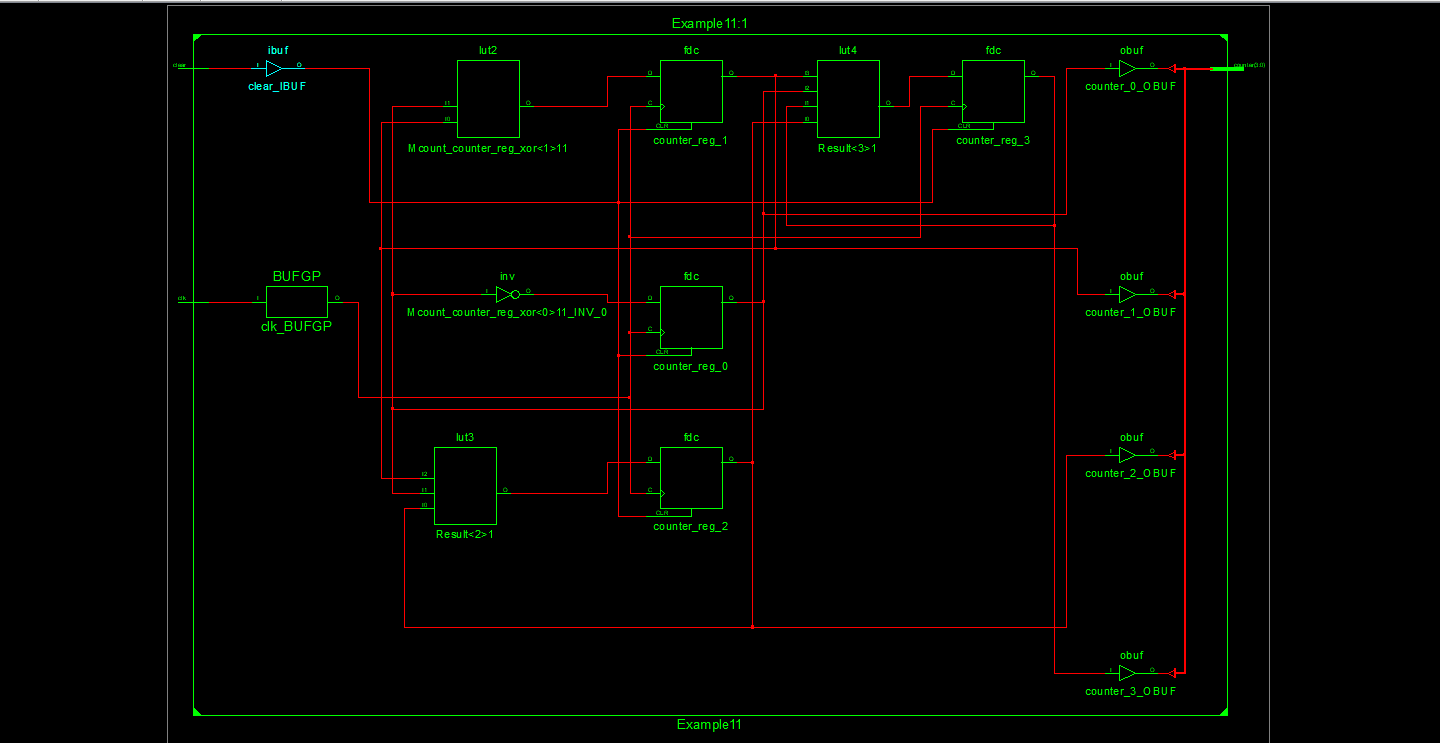 Example11:1
ibuf
clear_IBUF
lut2
I1
I0
O
Mcount_counter_reg_xor<1>11
fdc
D
C
CLR
Q
counter_reg_1
lut4
I3
I2
I1
I0
O
Result<3>1
fdc
D
C
CLR
Q
counter_reg_3
obuf
I
O
counter_0_OBUF
counter(3:0)
clear
I
O
BUFGP
clk
I
O
clk_BUFGP
inv
I
O
Mcount_counter_reg_xor<0>11_INV_0
fdc
D
C
CLR
Q
counter_reg_0
obuf
I
O
counter_1_OBUF
lut3
I2
I1
I0
O
Result<2>1
fdc
D
C
CLR
Q
counter_reg_2
obuf
I
O
counter_2_OBUF
obuf
I
O
counter_3_OBUF
Example11